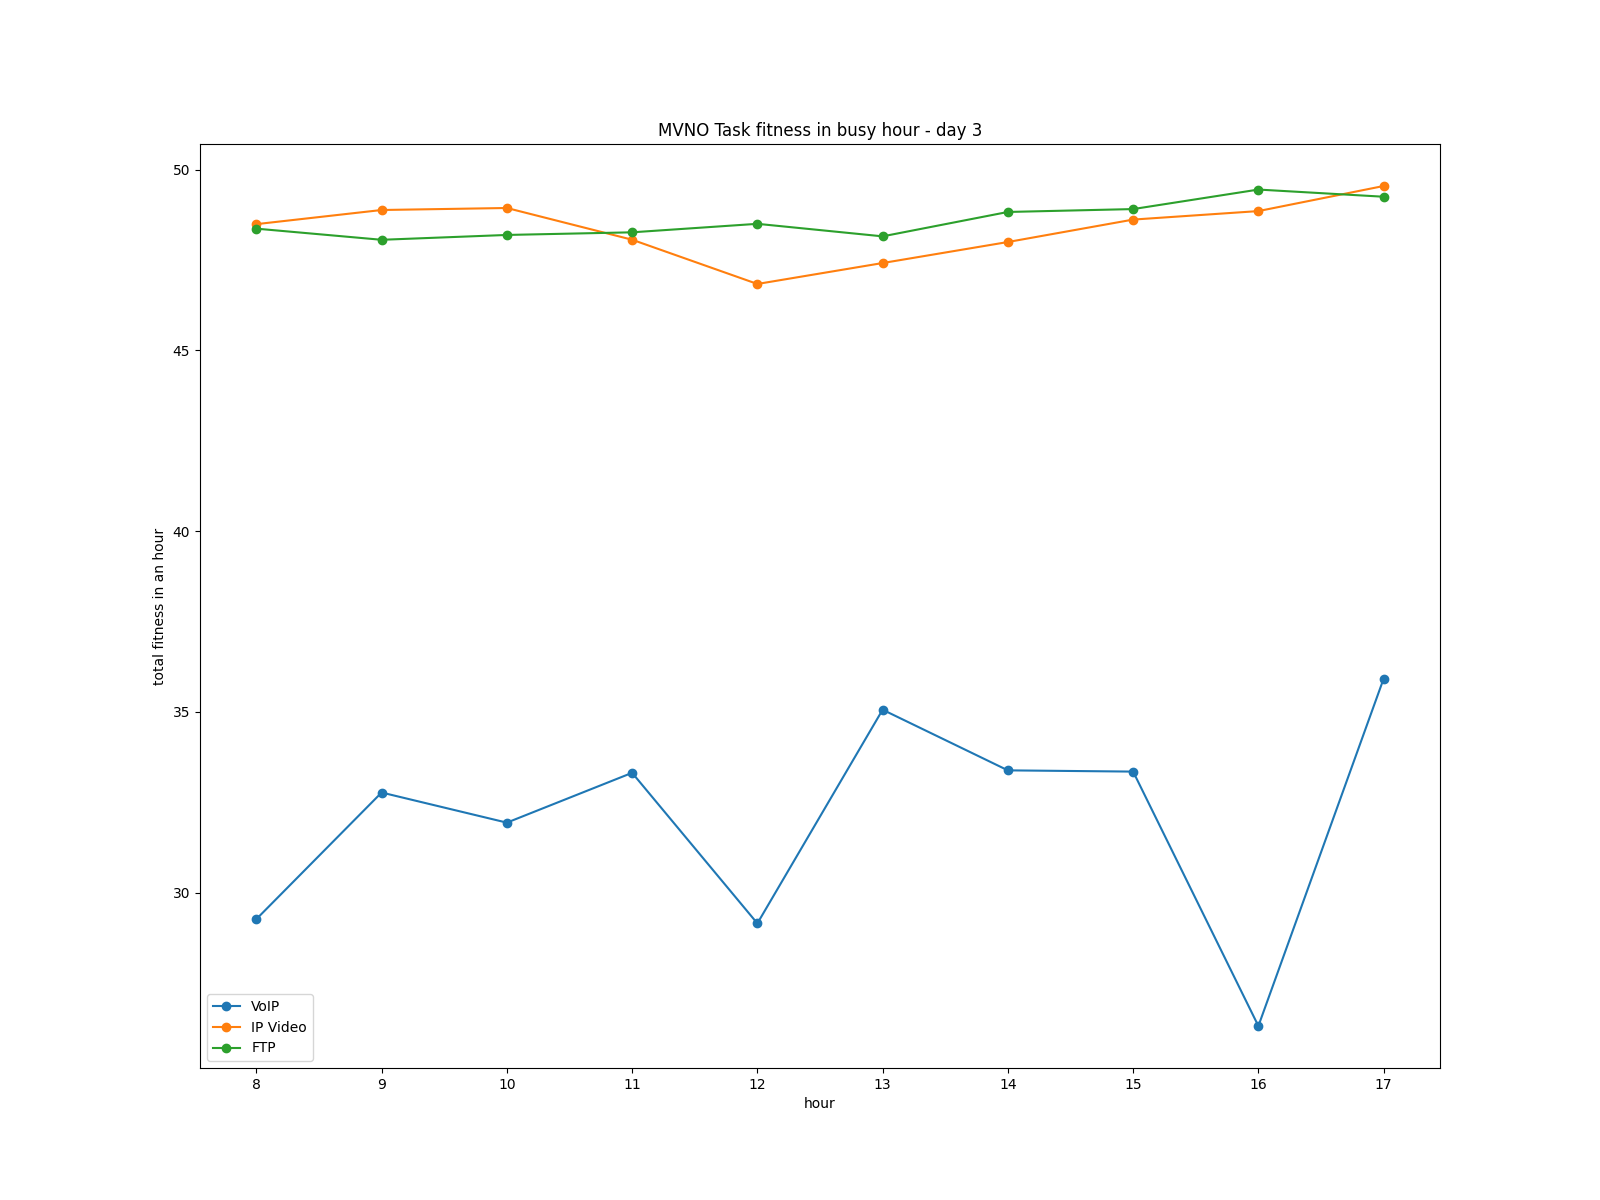 MVNO Task fitness in busy hour - day 3
50
45
40
35
30
total fitness in an hour
VoIP
IP Video
FTP
8 9 10 11 12 13 14 15 16 17
hour